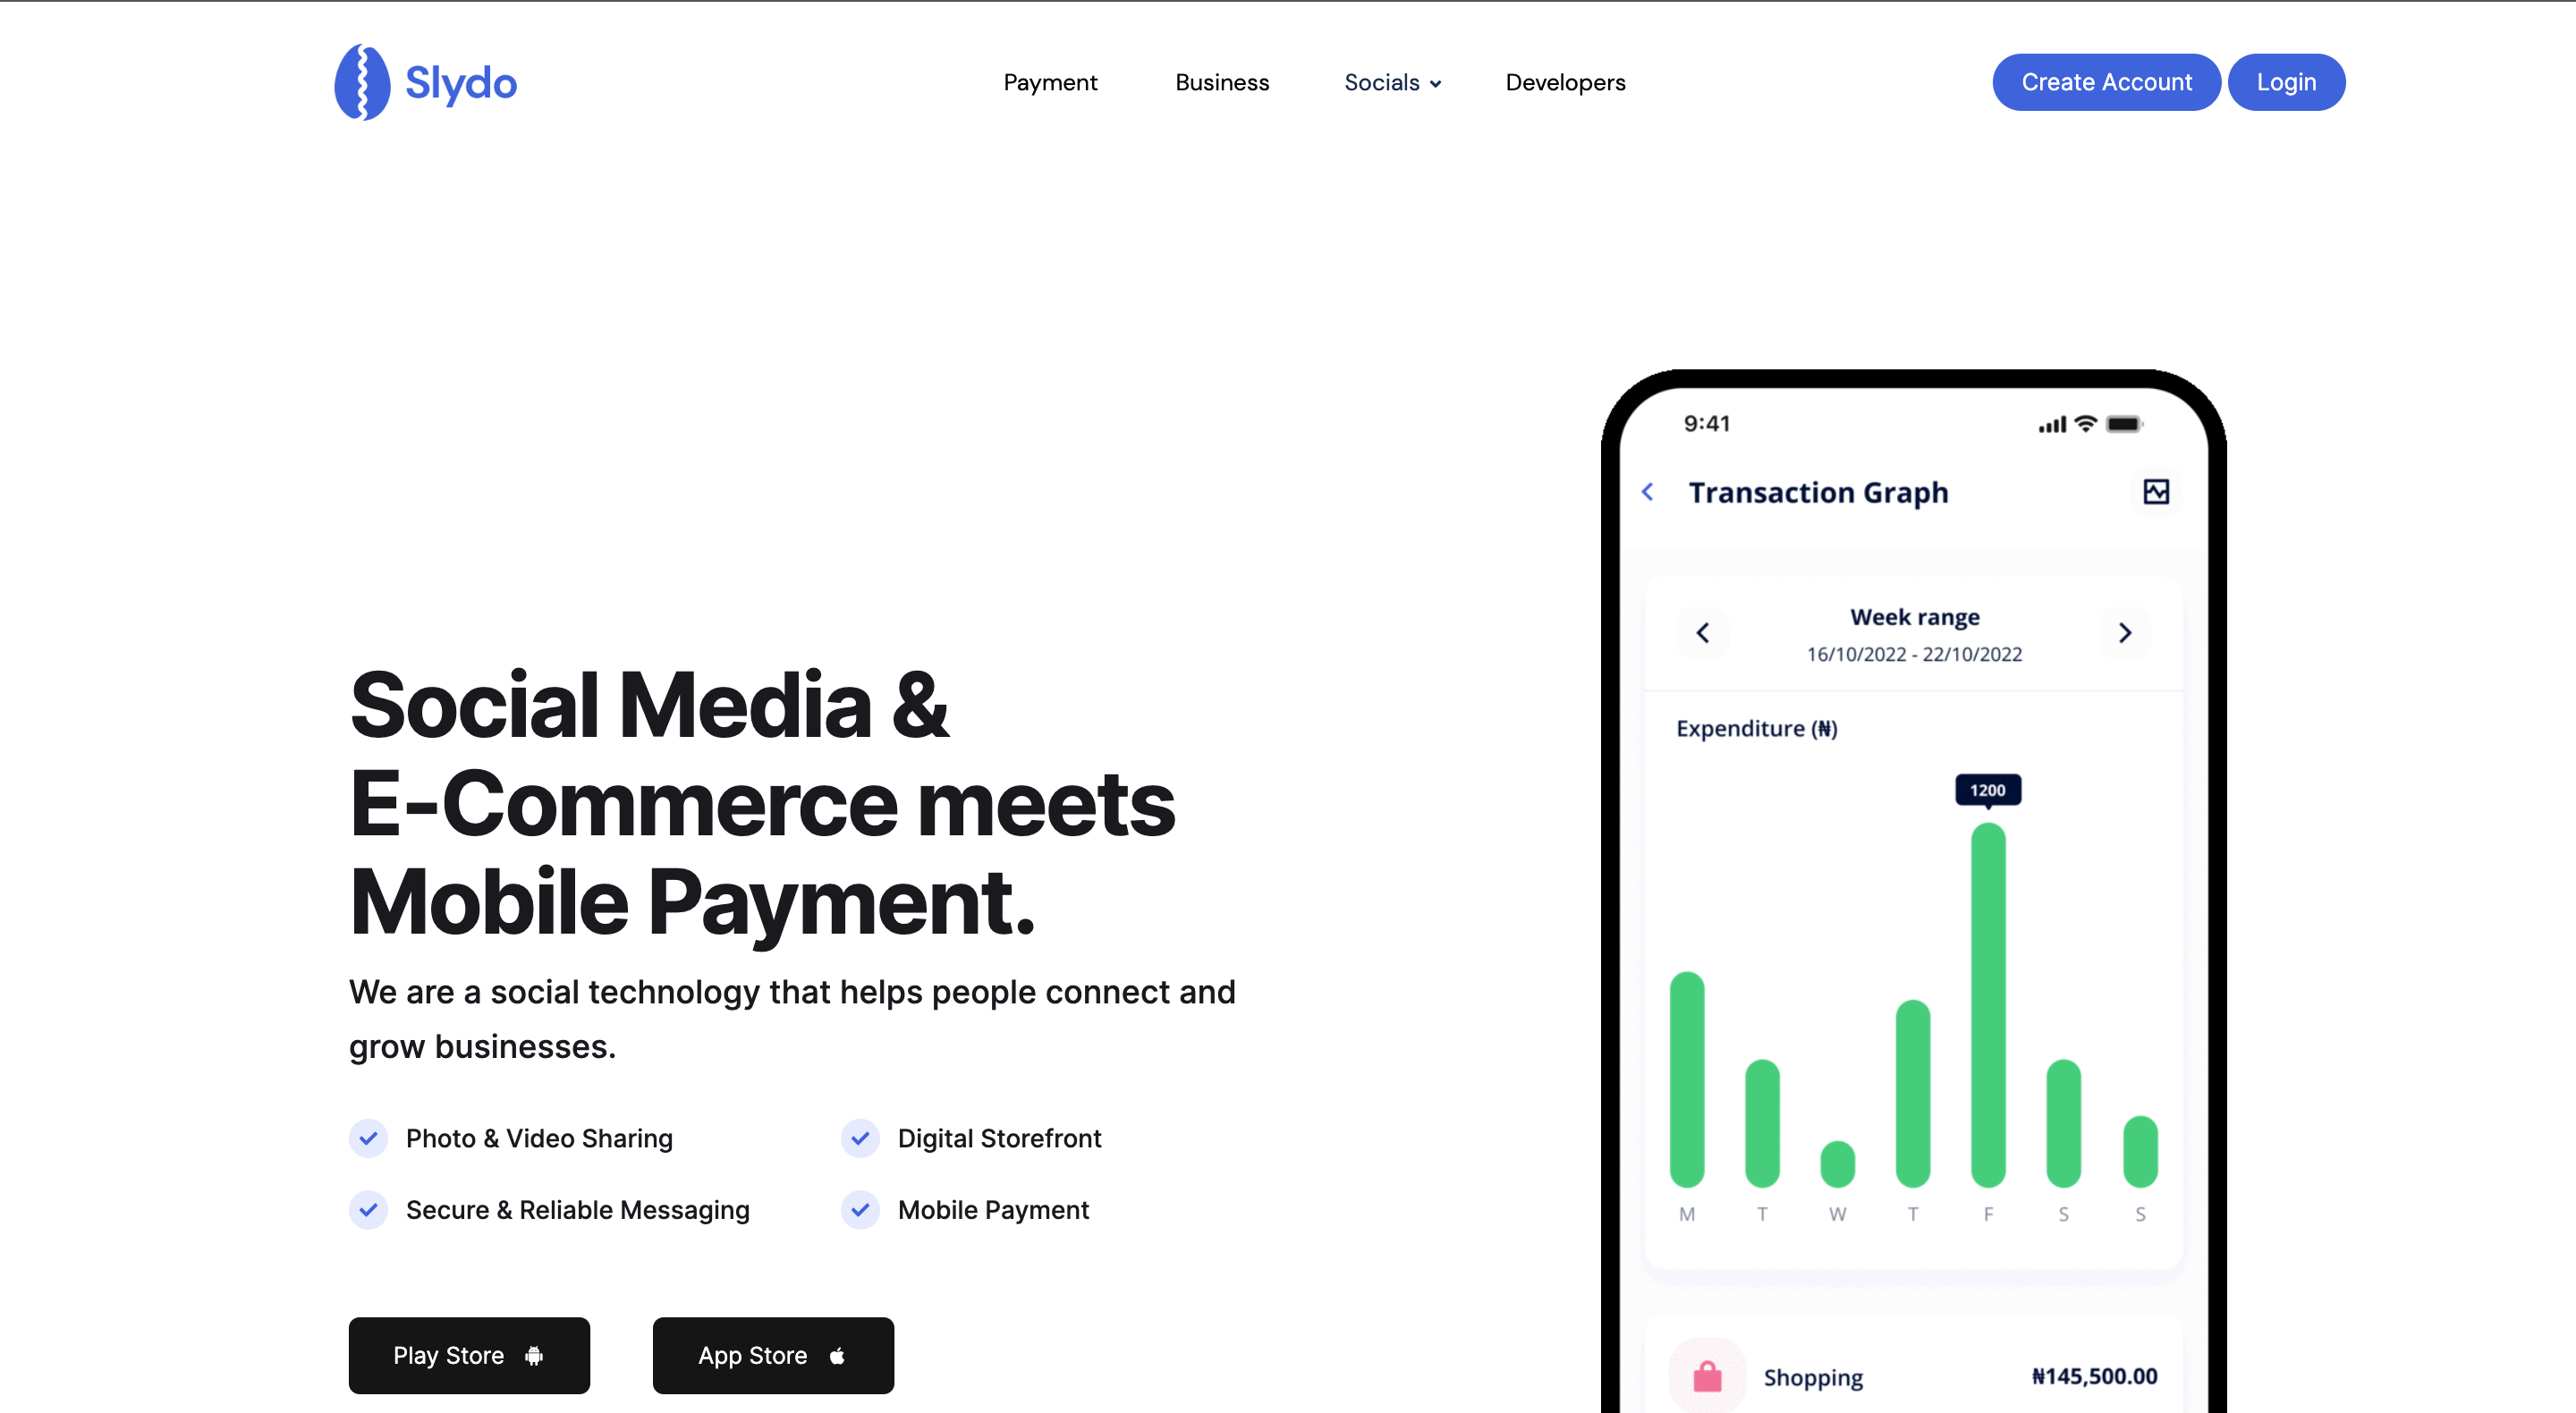 Slydo
Payment
Business
Socials
Developers
Create Account
Login
Social Media &
E-Commerce meets
Mobile Payment.
We are a social technology that helps people connect and
grow businesses.
Photo & Video Sharing
Digital Storefront
Secure & Reliable Messaging
Mobile Payment
Play Store
App Store
9:41
Transaction Graph
Week range
16/10/2022 - 22/10/2022
Expenditure (₦)
1200
M T W T F S S
Shopping
₦145,500.00